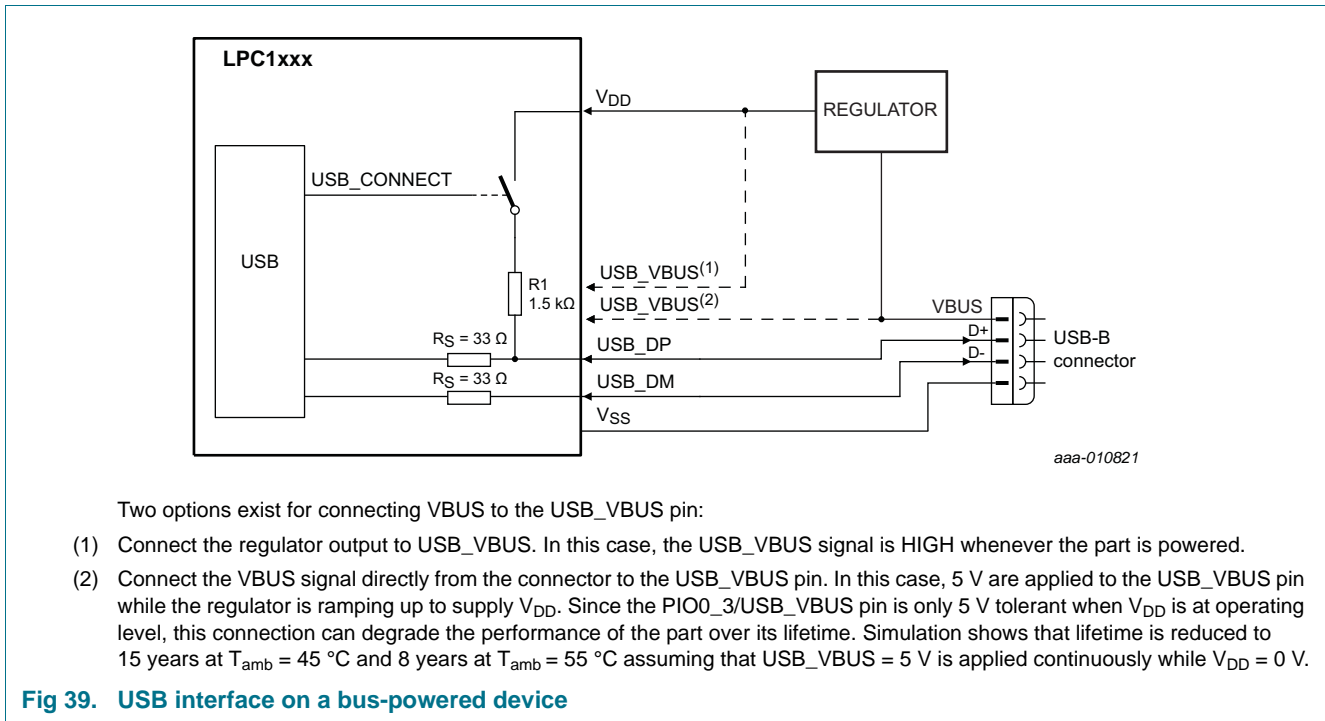 LPC1xxx
VDD
REGULATOR
USB_CONNECT
USB
R1
1.5 kΩ
USB_VBUS(1)
USB_VBUS(2)
VBUS
RS = 33 Ω
USB_DP
D+
USB-B
connector
RS = 33 Ω
USB_DM
D-
VSS
aaa-010821
Two options exist for connecting VBUS to the USB_VBUS pin:
(1) Connect the regulator output to USB_VBUS. In this case, the USB_VBUS signal is HIGH whenever the part is powered.
(2) Connect the VBUS signal directly from the connector to the USB_VBUS pin. In this case, 5 V are applied to the USB_VBUS pin
while the regulator is ramping up to supply VDD. Since the PIO0_3/USB_VBUS pin is only 5 V tolerant when VDD is at operating
level, this connection can degrade the performance of the part over its lifetime. Simulation shows that lifetime is reduced to
15 years at Tamb = 45 °C and 8 years at Tamb = 55 °C assuming that USB_VBUS = 5 V is applied continuously while VDD = 0 V.
Fig 39. USB interface on a bus-powered device